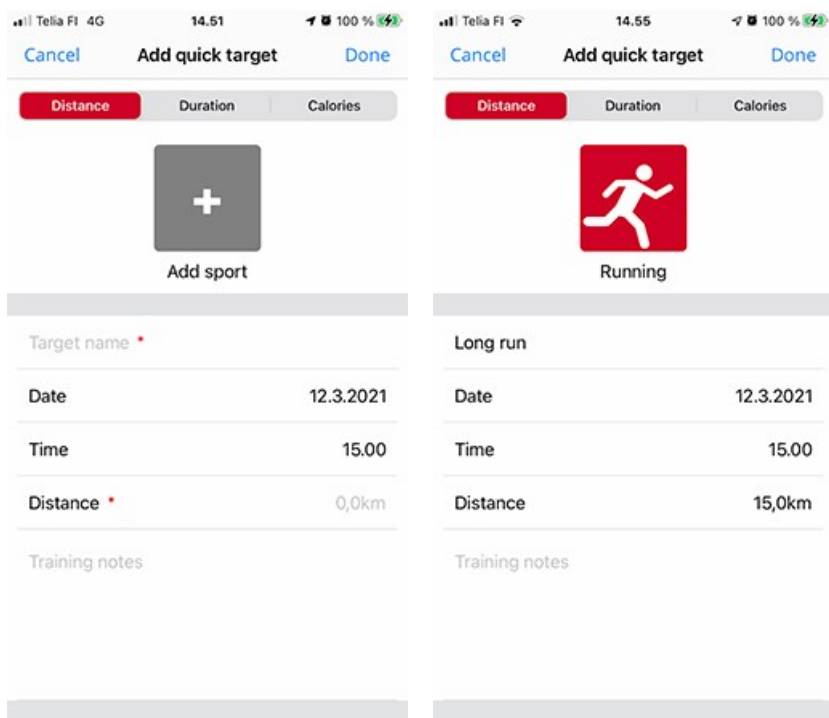 Telia FI 4G 14.51 100 %
Cancel Add quick target Done
Distance Duration Calories
+
Add sport
Target name *
Date 12.3.2021
Time 15.00
Distance * 0,0km
Training notes
Telia FI 14.55 100 %
Cancel Add quick target Done
Distance Duration Calories
Running
Long run
Date 12.3.2021
Time 15.00
Distance 15,0km
Training notes